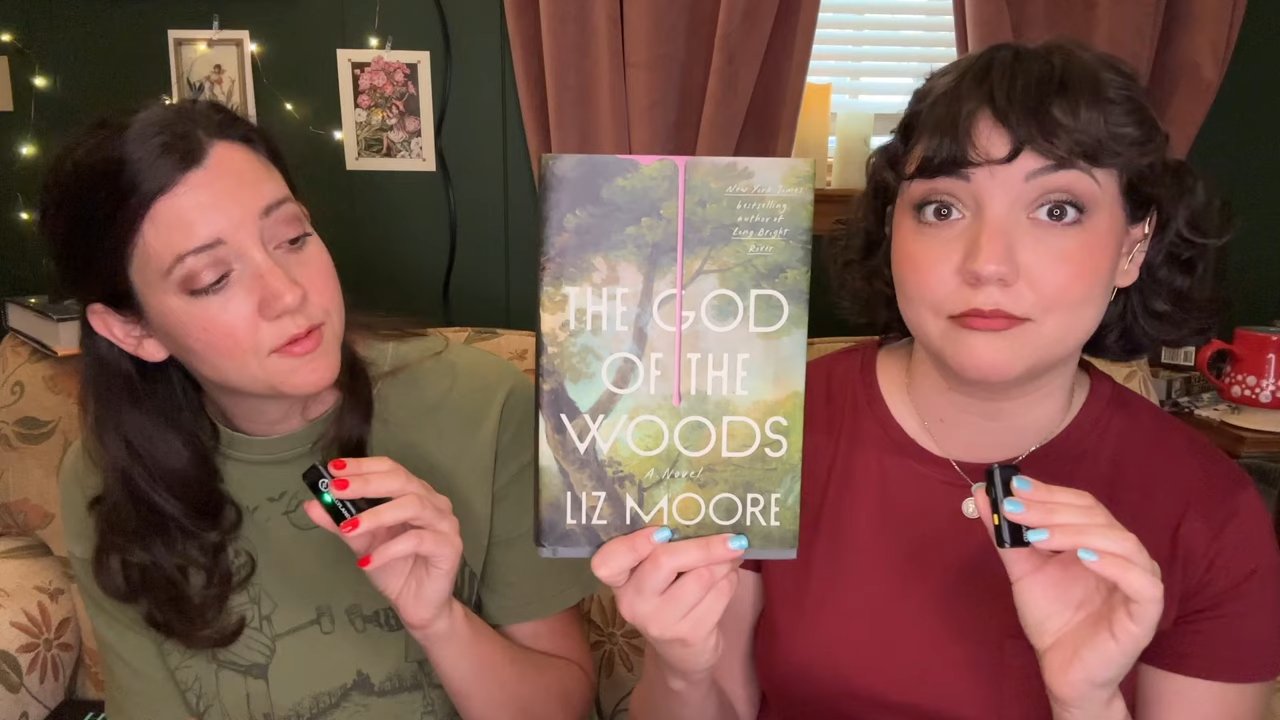 New York Times
bestselling
author of
Long Bright
River
THE GOD
OF THE
WOODS
A Novel
LIZ MOORE